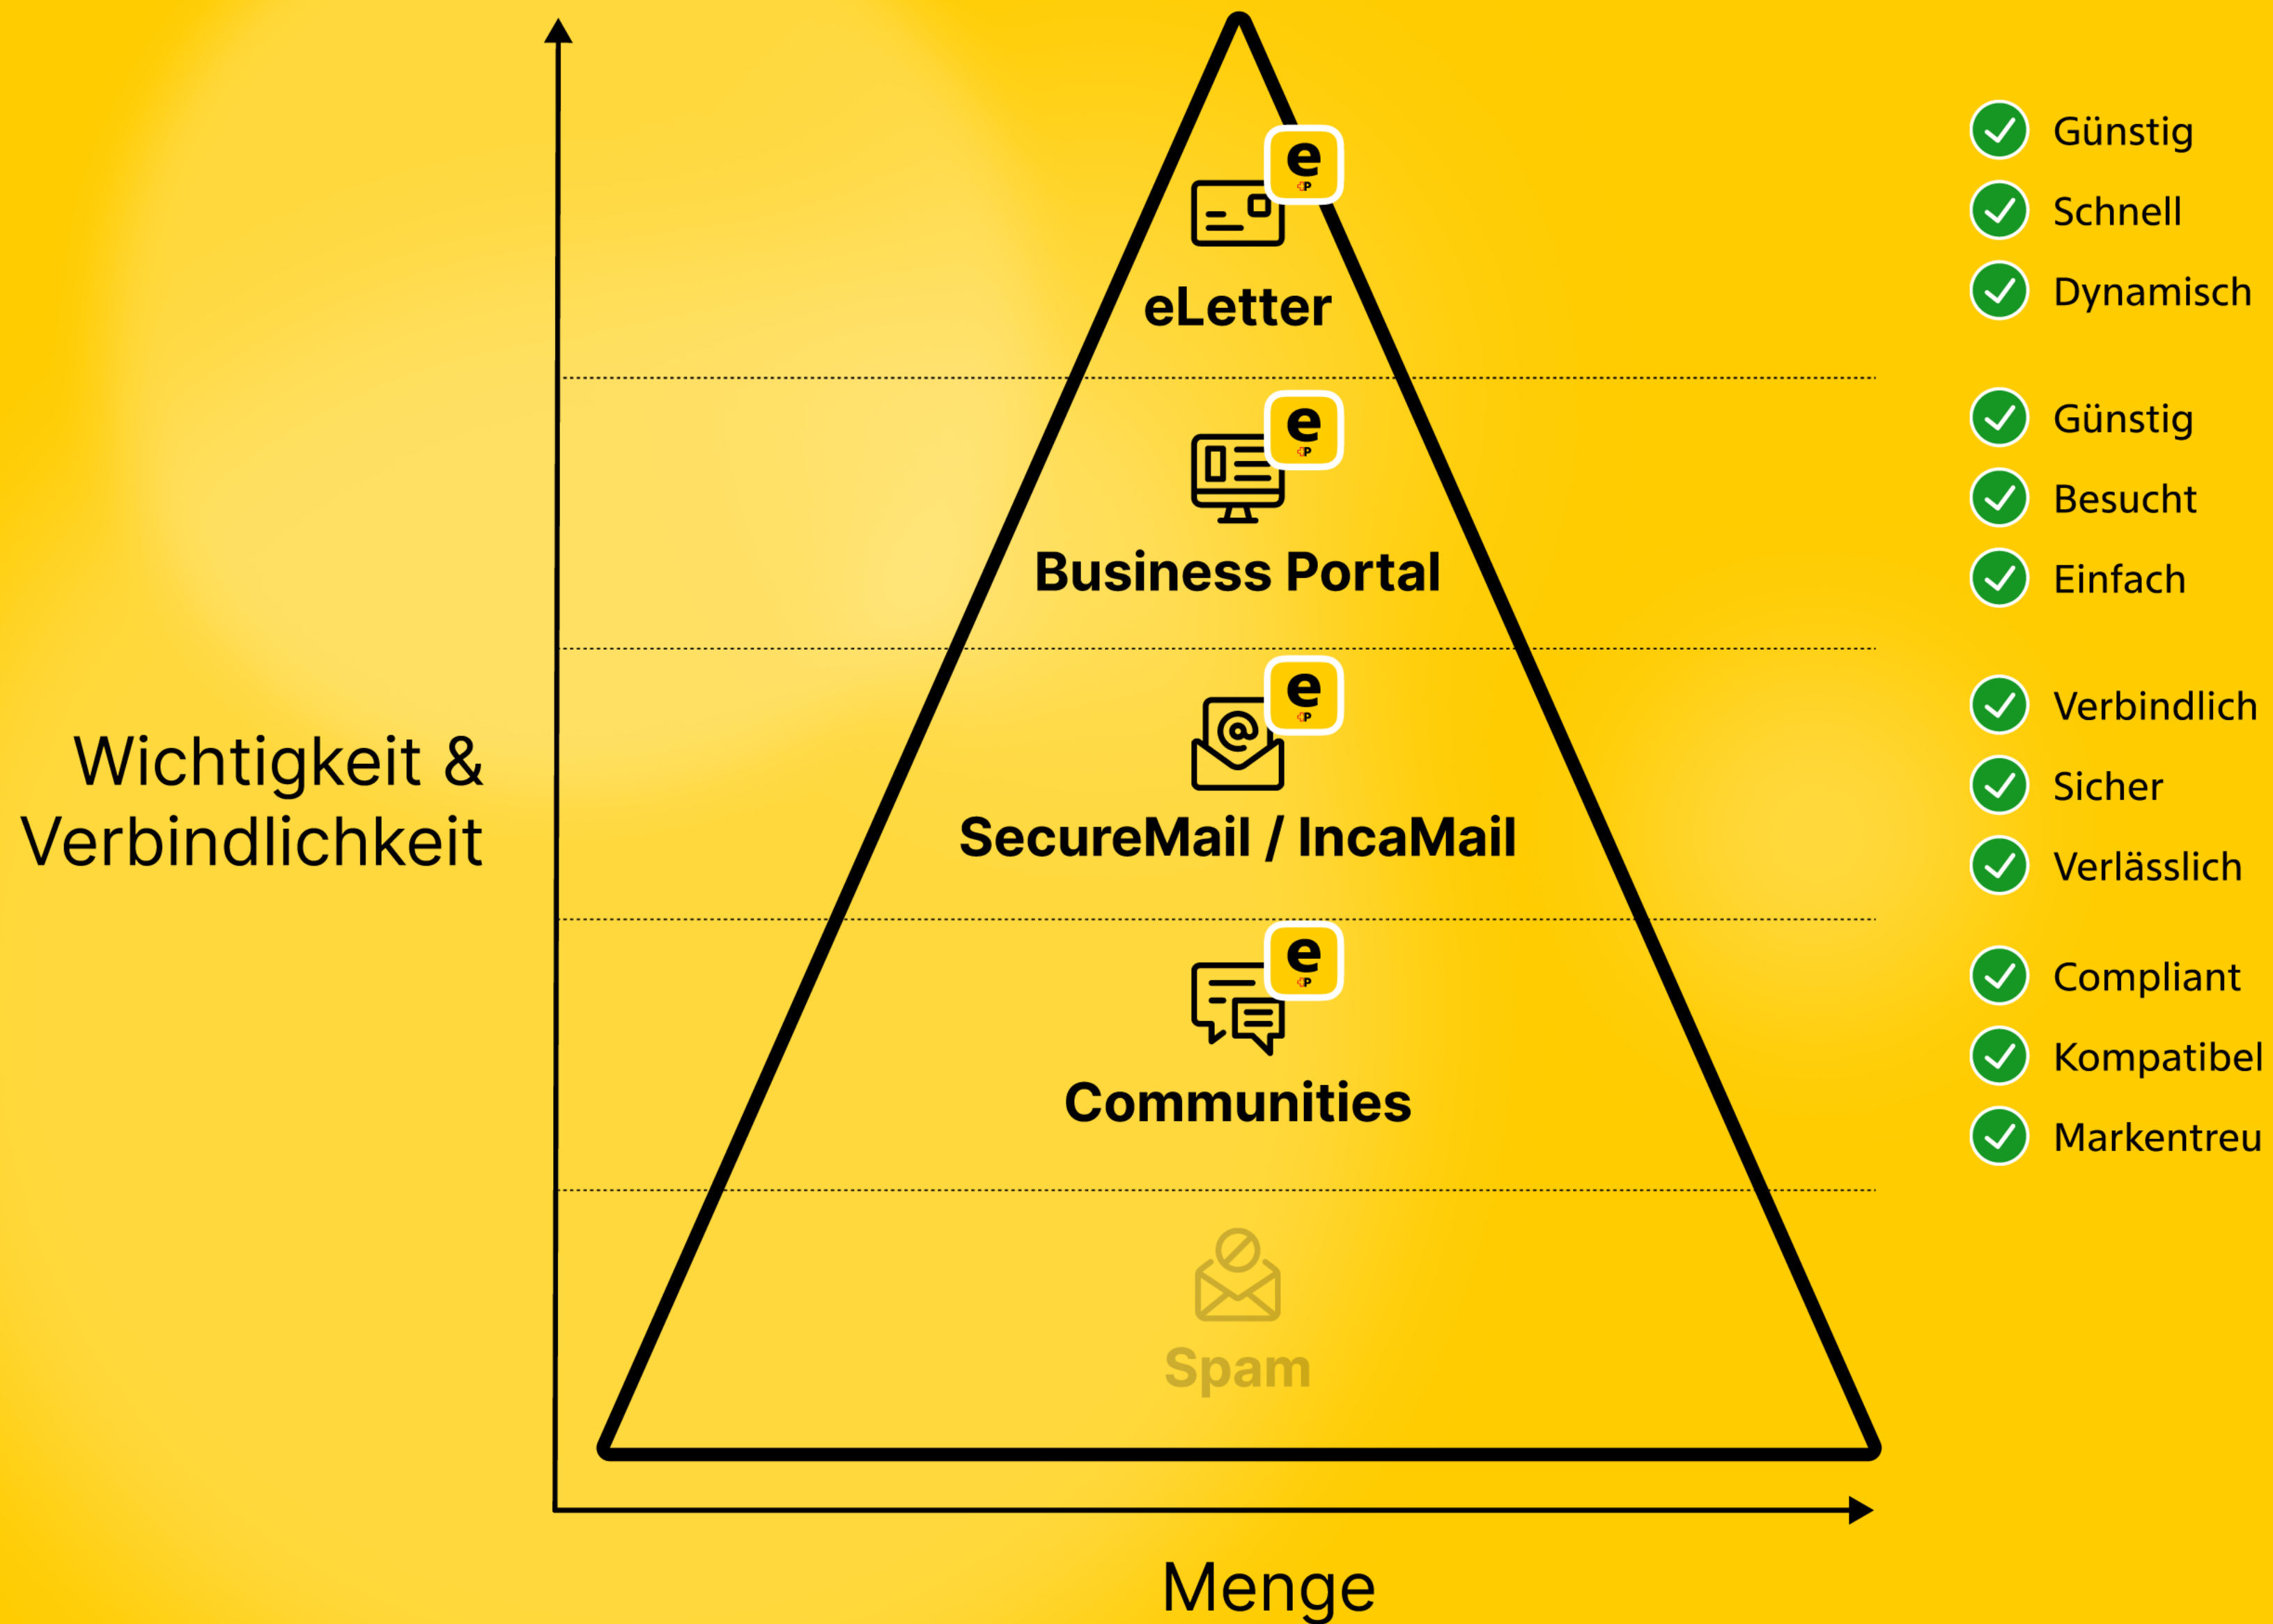 e
P
eLetter
Günstig
Schnell
Dynamisch
e
P
Business Portal
Günstig
Besucht
Einfach
Wichtigkeit &
Verbindlichkeit
e
P
SecureMail / IncaMail
Verbindlich
Sicher
Verlässlich
e
P
Communities
Compliant
Kompatibel
Markentreu
Spam
Menge